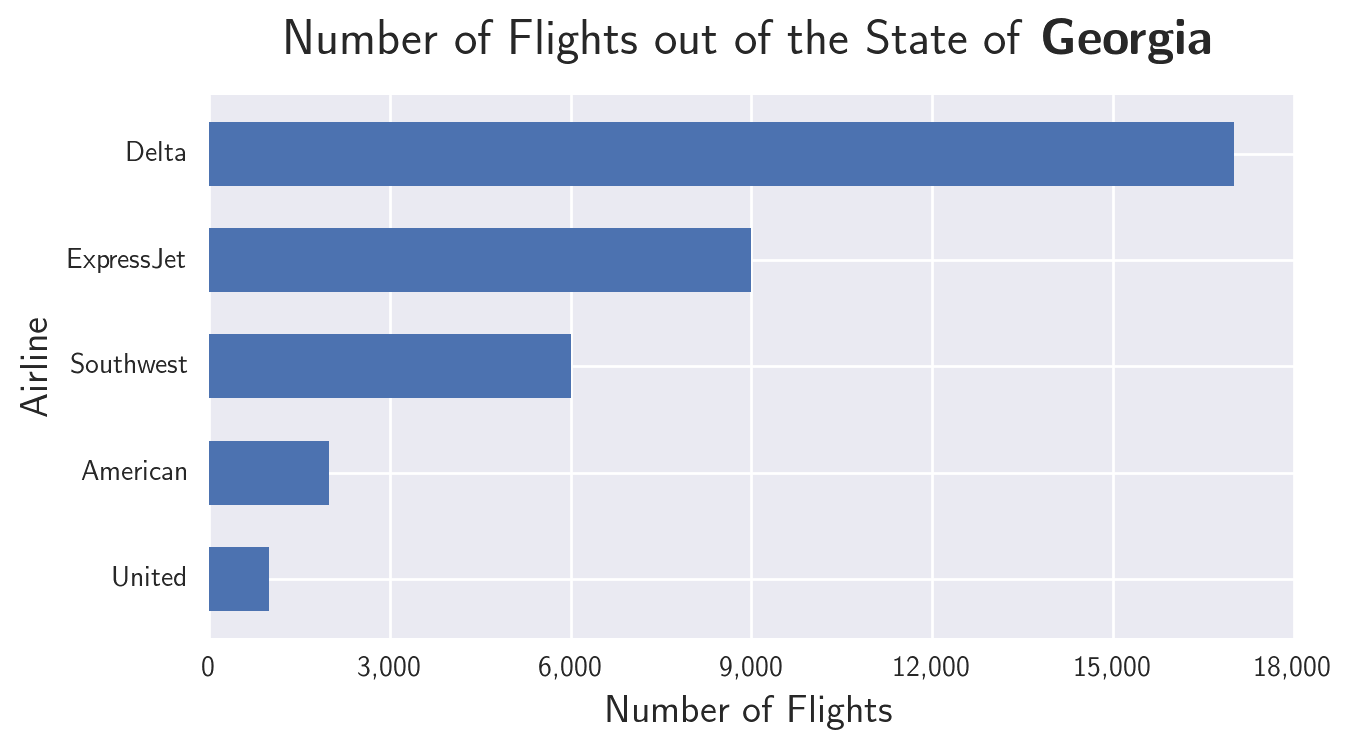 Number of Flights out of the State of Georgia
Delta
ExpressJet
Southwest
American
United
Airline
0 3,000 6,000 9,000 12,000 15,000 18,000
Number of Flights